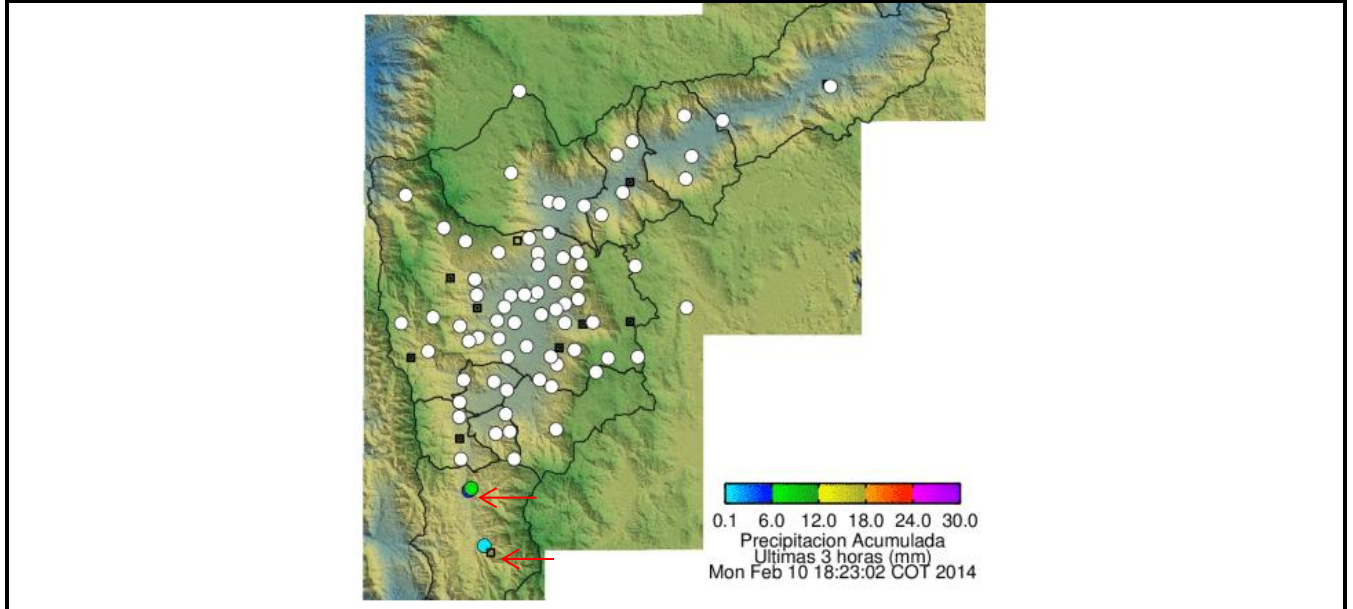 0.1 6.0 12.0 18.0 24.0 30.0
Precipitacion Acumulada
Ultimas 3 horas (mm)
Mon Feb 10 18:23:02 COT 2014